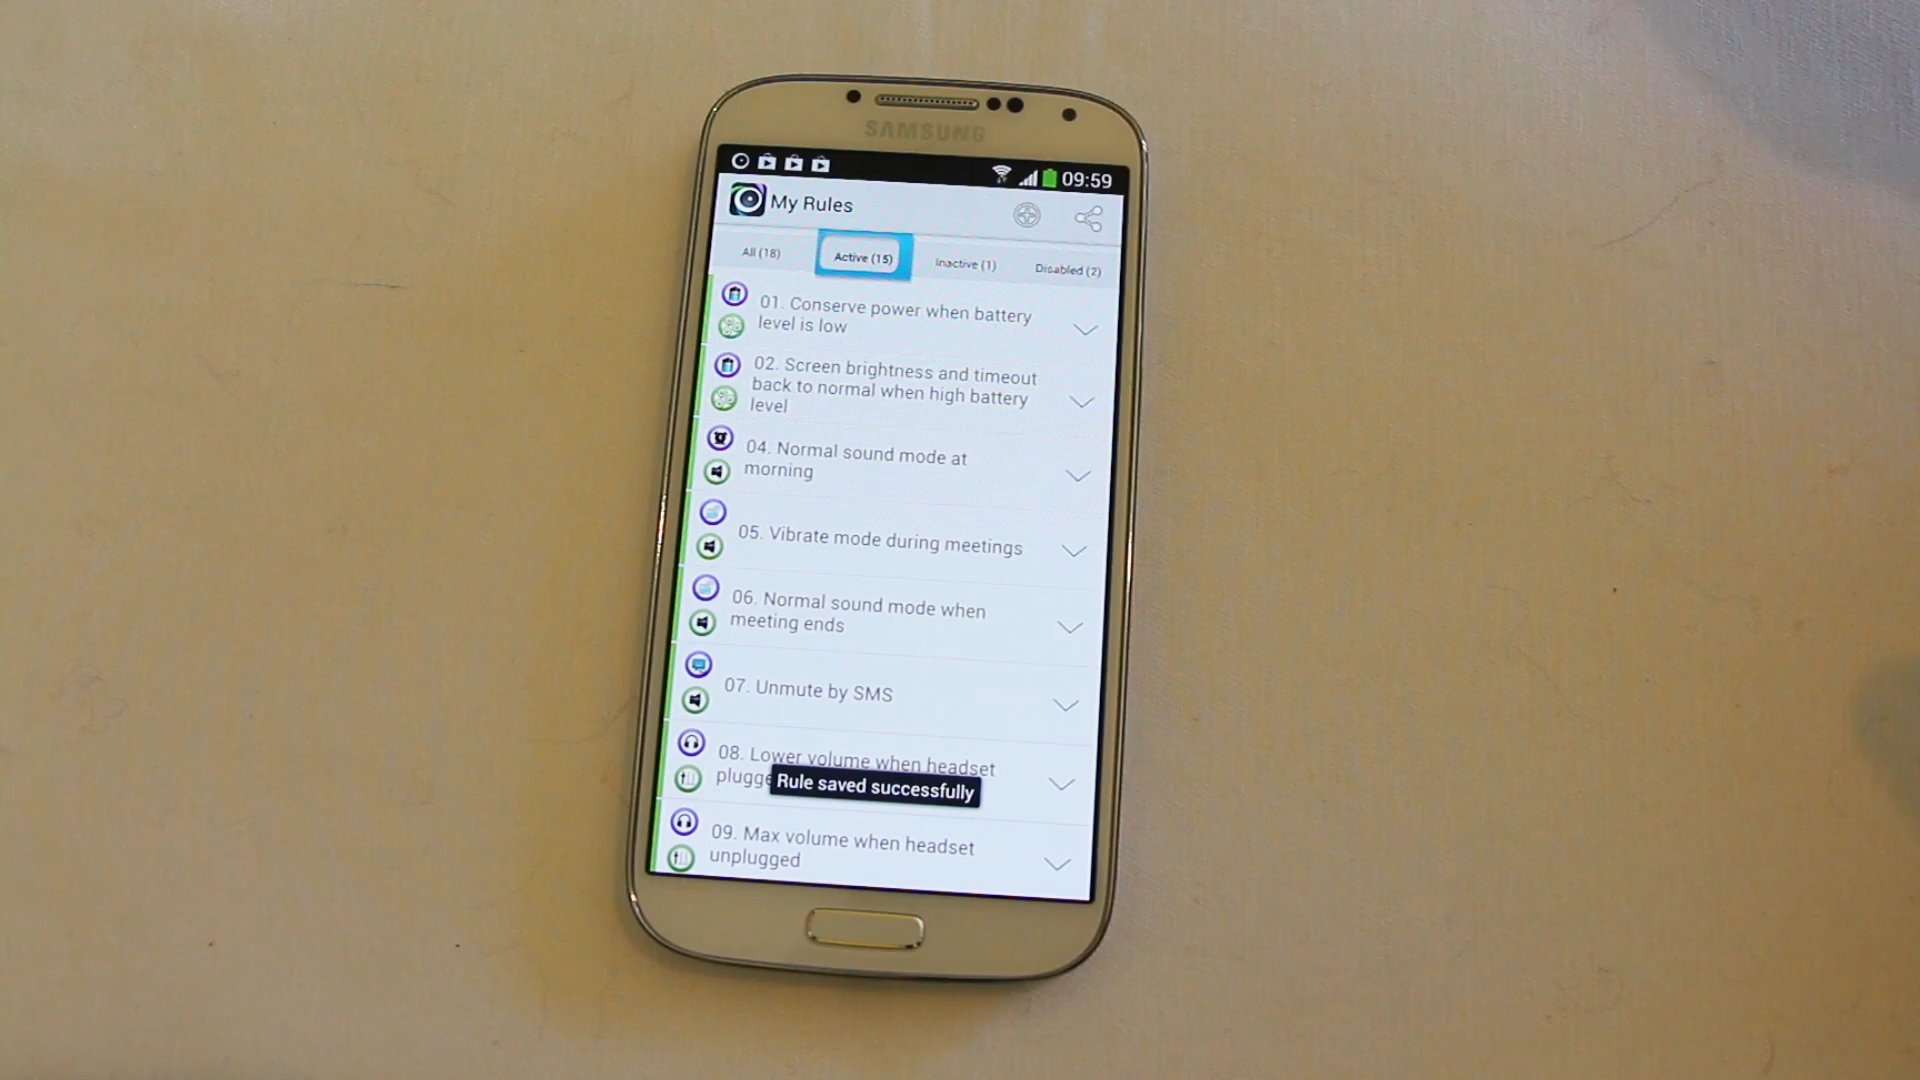 SAMSUNG
09:59
My Rules
All (18)
Active (15)
Inactive (1)
Disabled (2)
01. Conserve power when battery
level is low
02. Screen brightness and timeout
back to normal when high battery
level
04. Normal sound mode at
morning
05. Vibrate mode during meetings
06. Normal sound mode when
meeting ends
07. Unmute by SMS
08. Lower volume when headset
plugge
Rule saved successfully
09. Max volume when headset
unplugged